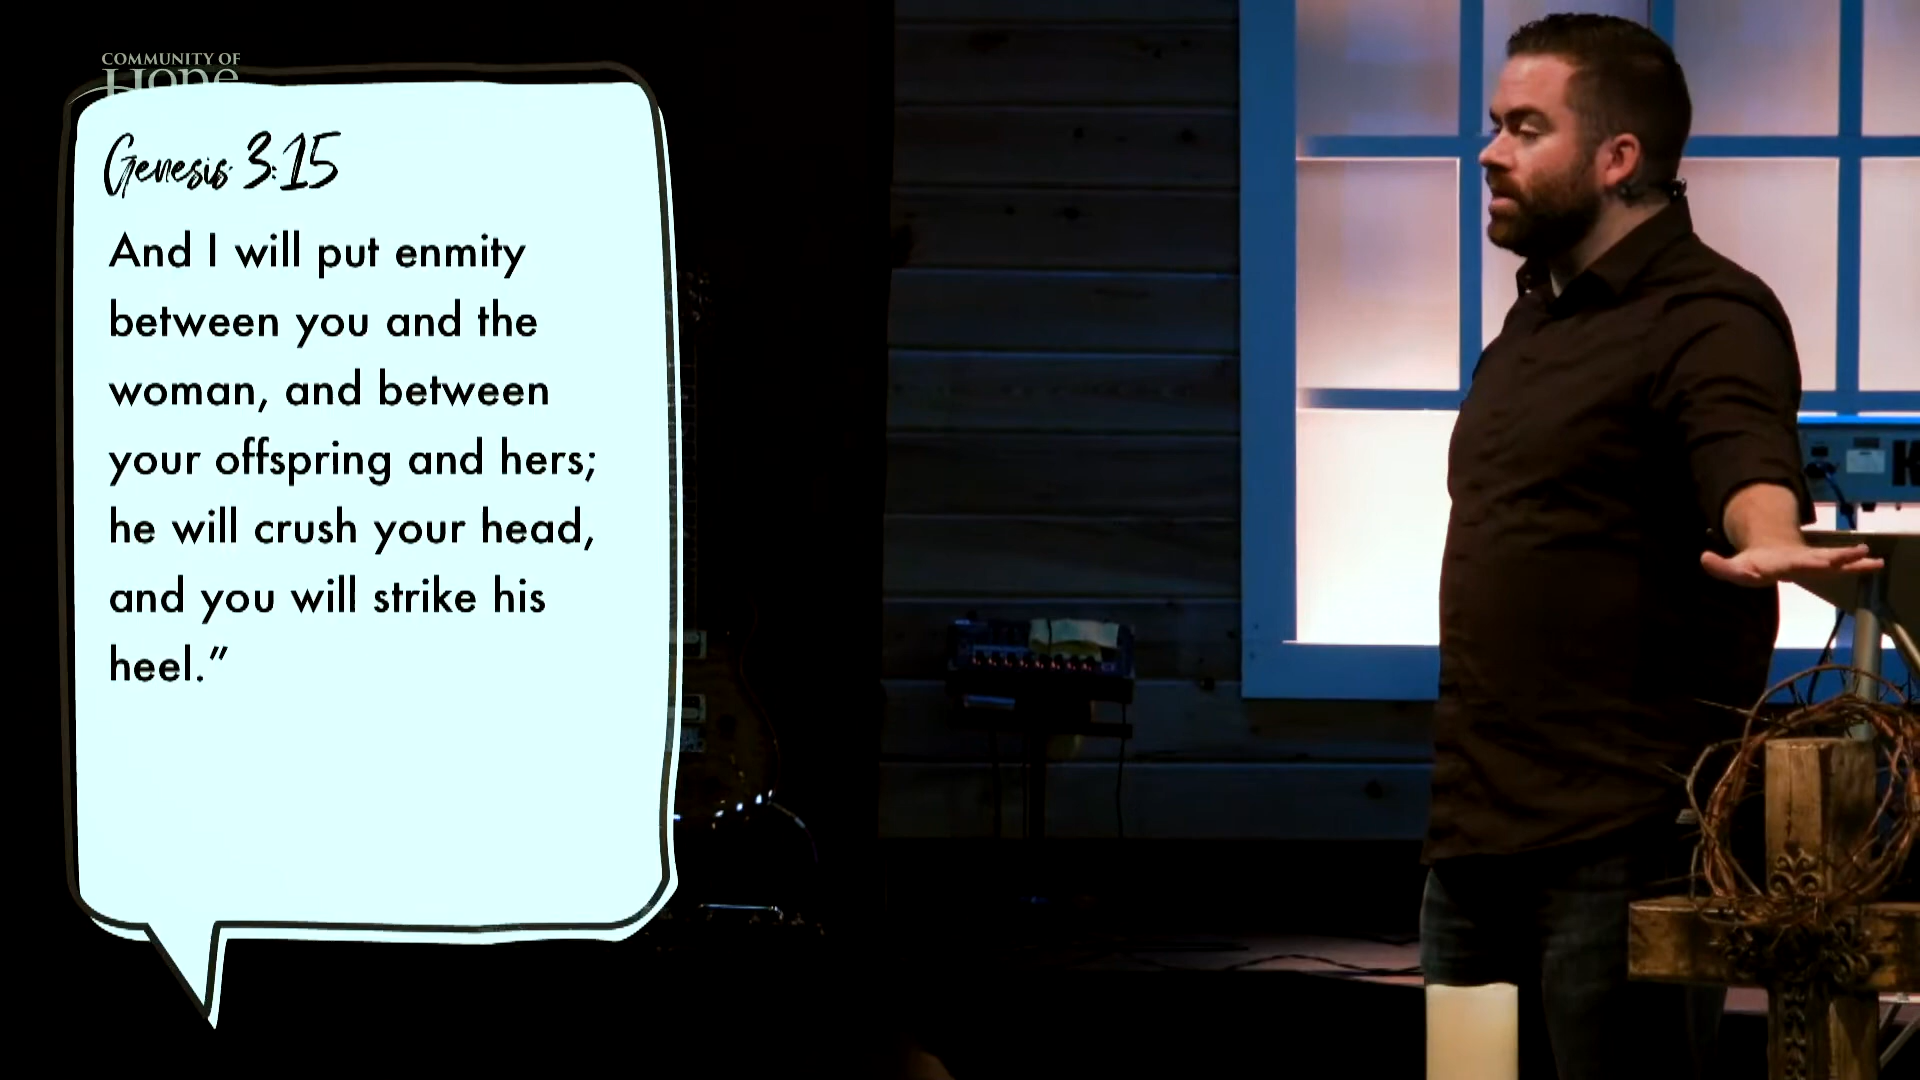 COMMUNITY OF
Hope
Genesis 3:15
And I will put enmity
between you and the
woman, and between
your offspring and hers;
he will crush your head,
and you will strike his
heel.”